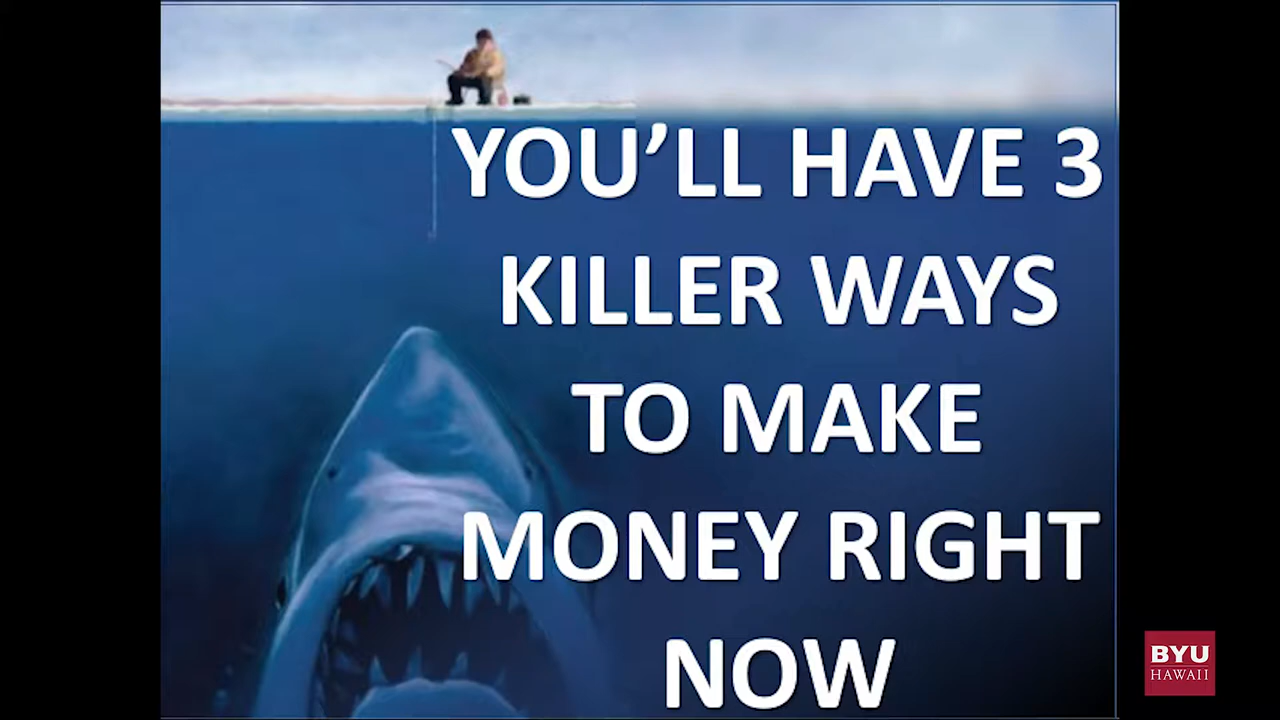 YOU’LL HAVE 3
KILLER WAYS
TO MAKE
MONEY RIGHT
NOW
BYU
HAWAII